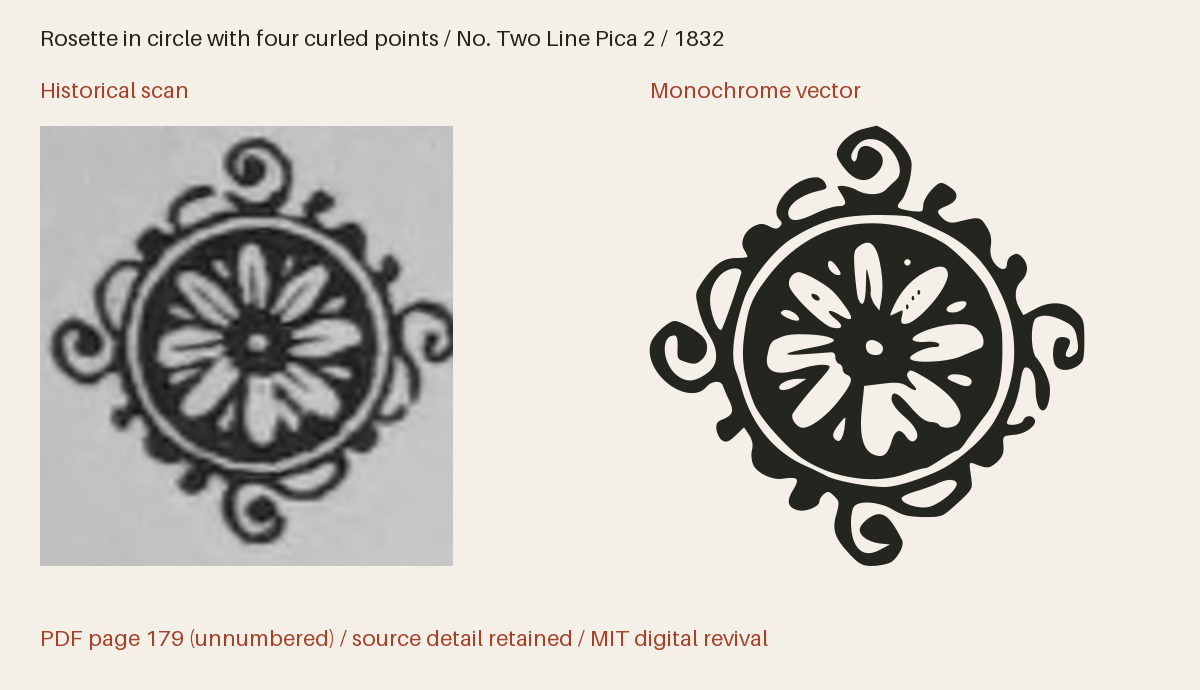 Rosette in circle with four curled points / No. Two Line Pica 2 / 1832
Historical scan
Monochrome vector
PDF page 179 (unnumbered) / source detail retained / MIT digital revival